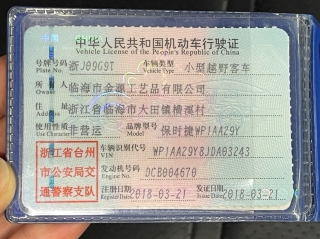 中华人民共和国机动车行驶证
Vehicle License of the People's Republic of China
号牌号码 浙J09G9T 车辆类型 小型越野客车
Plate No. Vehicle Type
所有人 临海市金源工艺品有限公司
Owner
住址 浙江省临海市大田镇横溪村
Address
使用性质 非营运 品牌型号 保时捷WP1AA29Y
Use Character Model
浙江省台州 车辆识别代号 WP1AA29Y8JDA03243
VIN
市公安局交 发动机号码 DCB004670
Engine No.
通警察支队 注册日期 2018-03-21 发证日期 2018-03-21
Register Date Issue Date